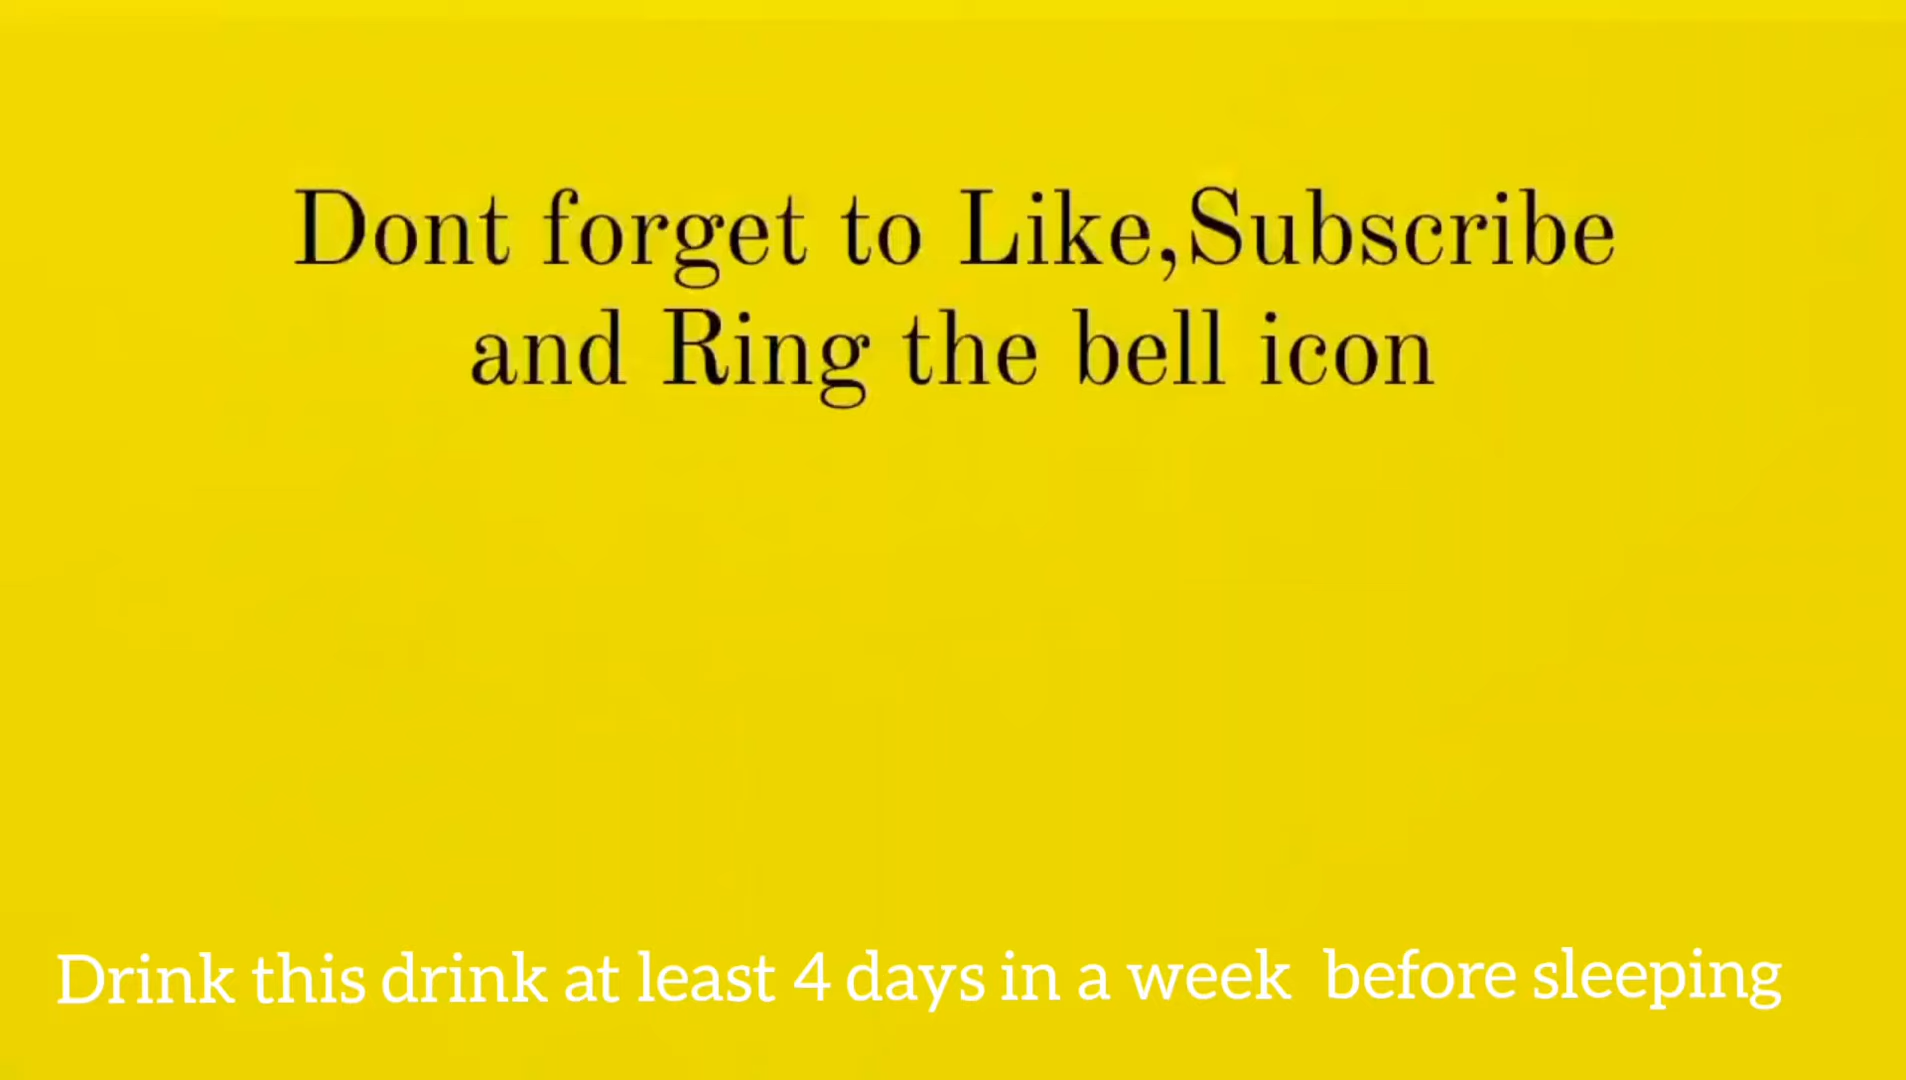 Dont forget to Like,Subscribe
and Ring the bell icon
Drink this drink at least 4 days in a week before sleeping